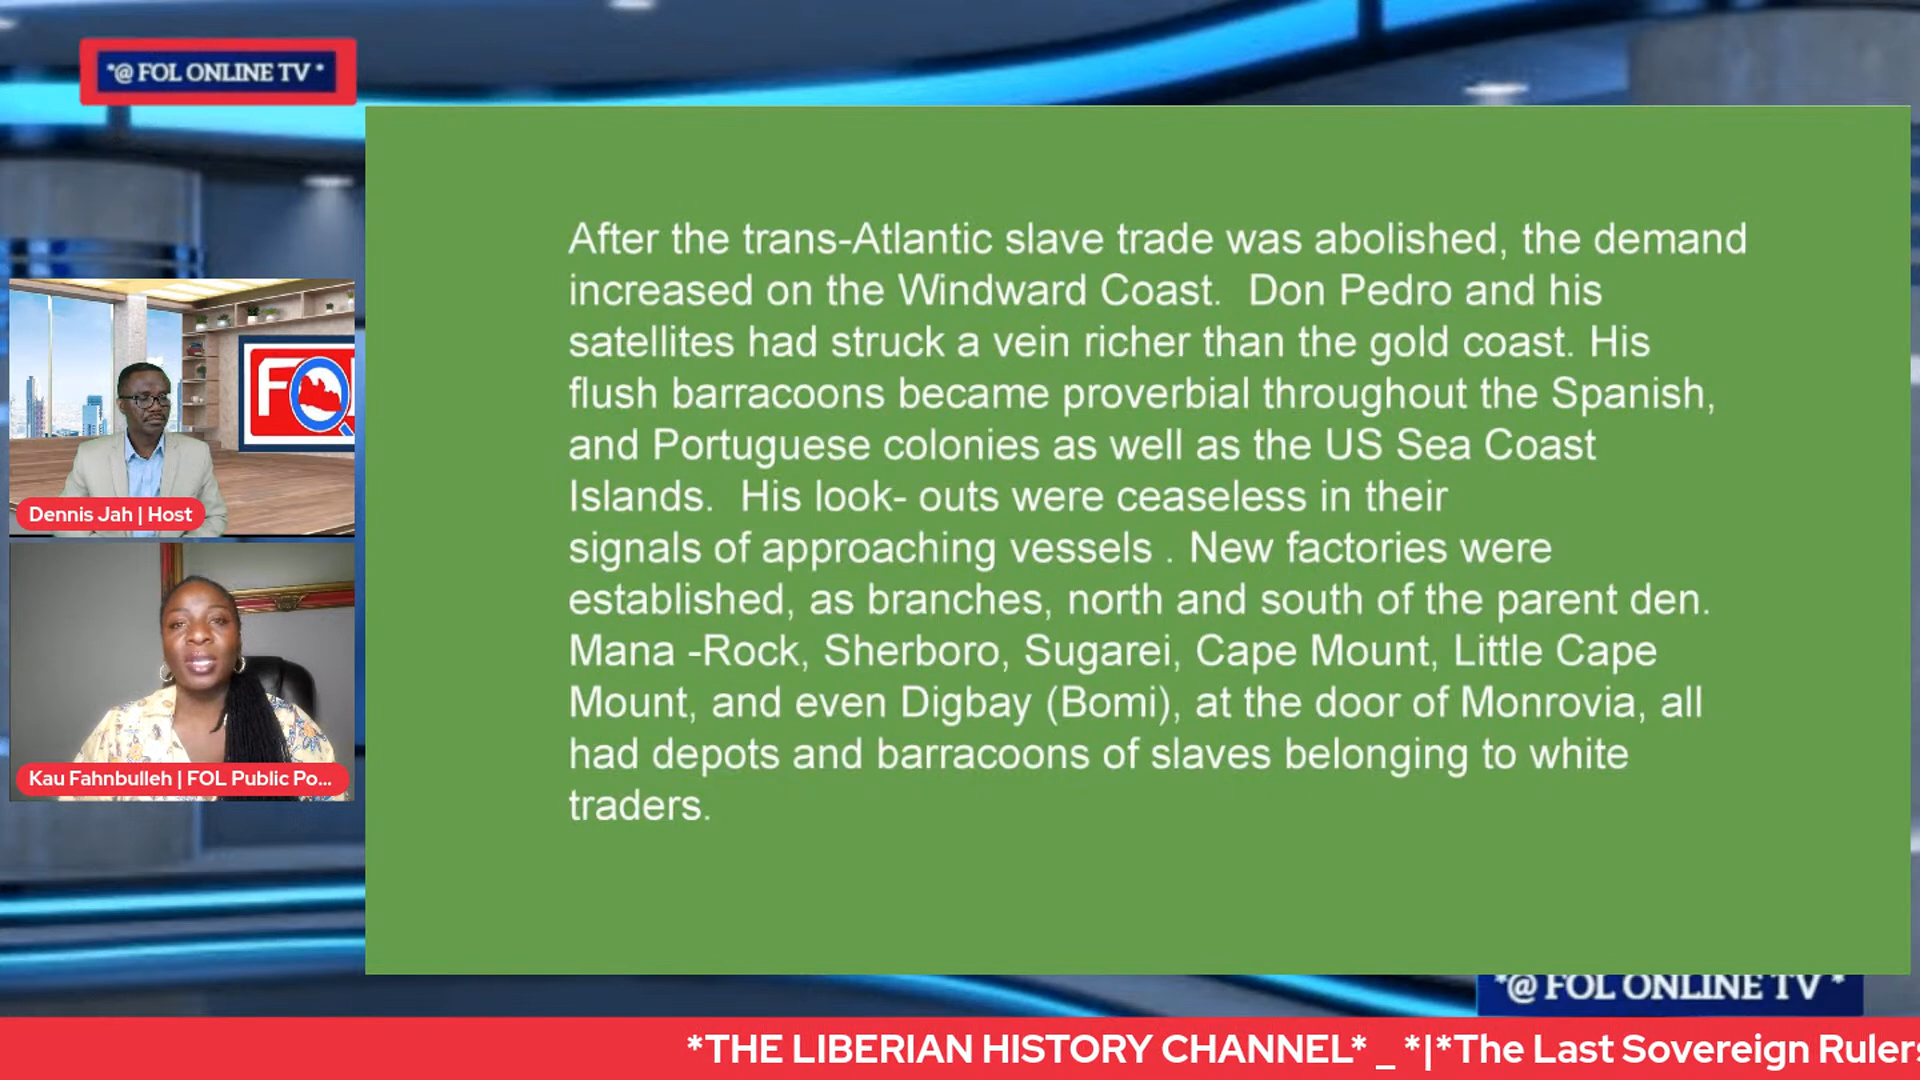 *@ FOL ONLINE TV *
After the trans-Atlantic slave trade was abolished, the demand
increased on the Windward Coast.  Don Pedro and his
satellites had struck a vein richer than the gold coast. His
flush barracoons became proverbial throughout the Spanish,
and Portuguese colonies as well as the US Sea Coast
Islands.  His look- outs were ceaseless in their
signals of approaching vessels . New factories were
established, as branches, north and south of the parent den.
Mana -Rock, Sherboro, Sugarei, Cape Mount, Little Cape
Mount, and even Digbay (Bomi), at the door of Monrovia, all
had depots and barracoons of slaves belonging to white
traders.
FOL
Dennis Jah | Host
Kau Fahnbulleh | FOL Public Po...
*@ FOL ONLINE TV *
*THE LIBERIAN HISTORY CHANNEL* _ *|*The Last Sovereign Rulers